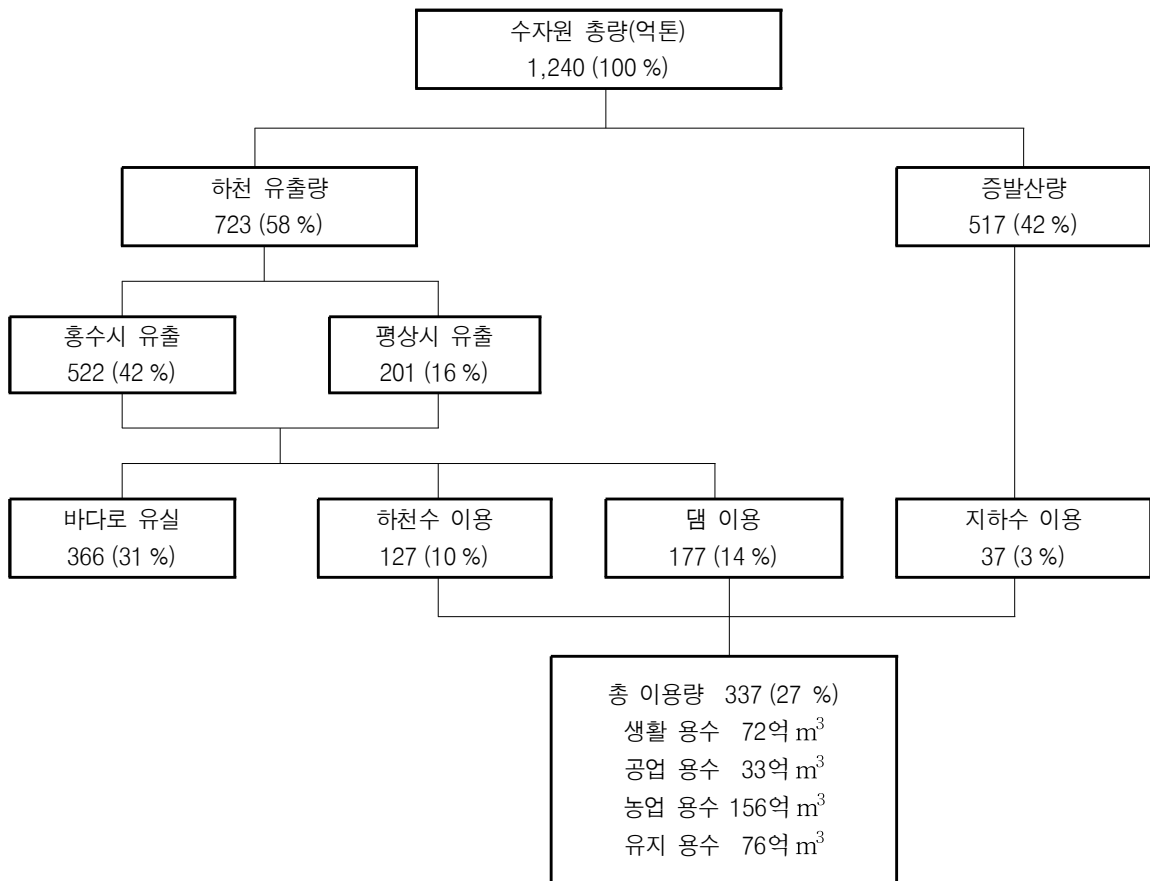 수자원 총량(억톤)
1,240 (100 %)
하천 유출량
723 (58 %)
증발산량
517 (42 %)
홍수시 유출
522 (42 %)
평상시 유출
201 (16 %)
바다로 유실
366 (31 %)
하천수 이용
127 (10 %)
댐 이용
177 (14 %)
지하수 이용
37 (3 %)
총 이용량 337 (27 %)
생활 용수 72억 m³
공업 용수 33억 m³
농업 용수 156억 m³
유지 용수 76억 m³